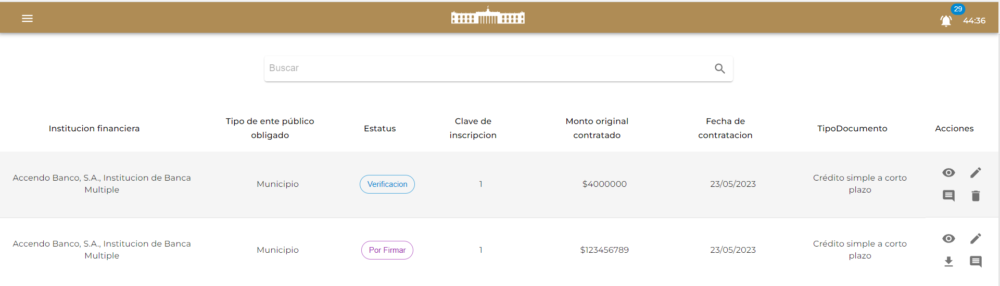 29
44:36
Buscar
Institucion financiera
Tipo de ente público
obligado
Estatus
Clave de
inscripcion
Monto original
contratado
Fecha de
contratacion
TipoDocumento
Acciones
Accendo Banco, S.A., Institucion de Banca
Multiple
Municipio
Verificacion
1
$4000000
23/05/2023
Crédito simple a corto
plazo
Accendo Banco, S.A., Institucion de Banca
Multiple
Municipio
Por Firmar
1
$123456789
23/05/2023
Crédito simple a corto
plazo